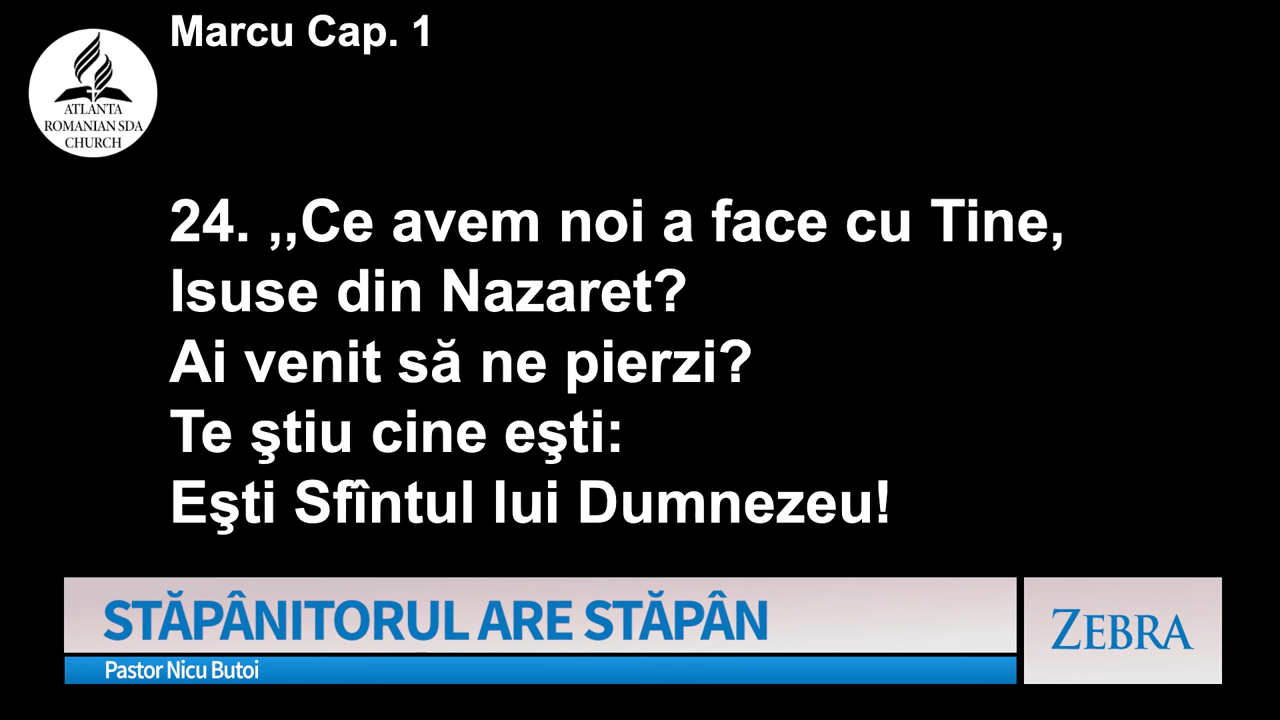 Marcu Cap. 1
ATLANTA
ROMANIAN SDA
CHURCH
24. ,,Ce avem noi a face cu Tine,
Isuse din Nazaret?
Ai venit să ne pierzi?
Te ştiu cine eşti:
Eşti Sfîntul lui Dumnezeu!
STĂPÂNITORUL ARE STĂPÂN
ZEBRA
Pastor Nicu Butoi